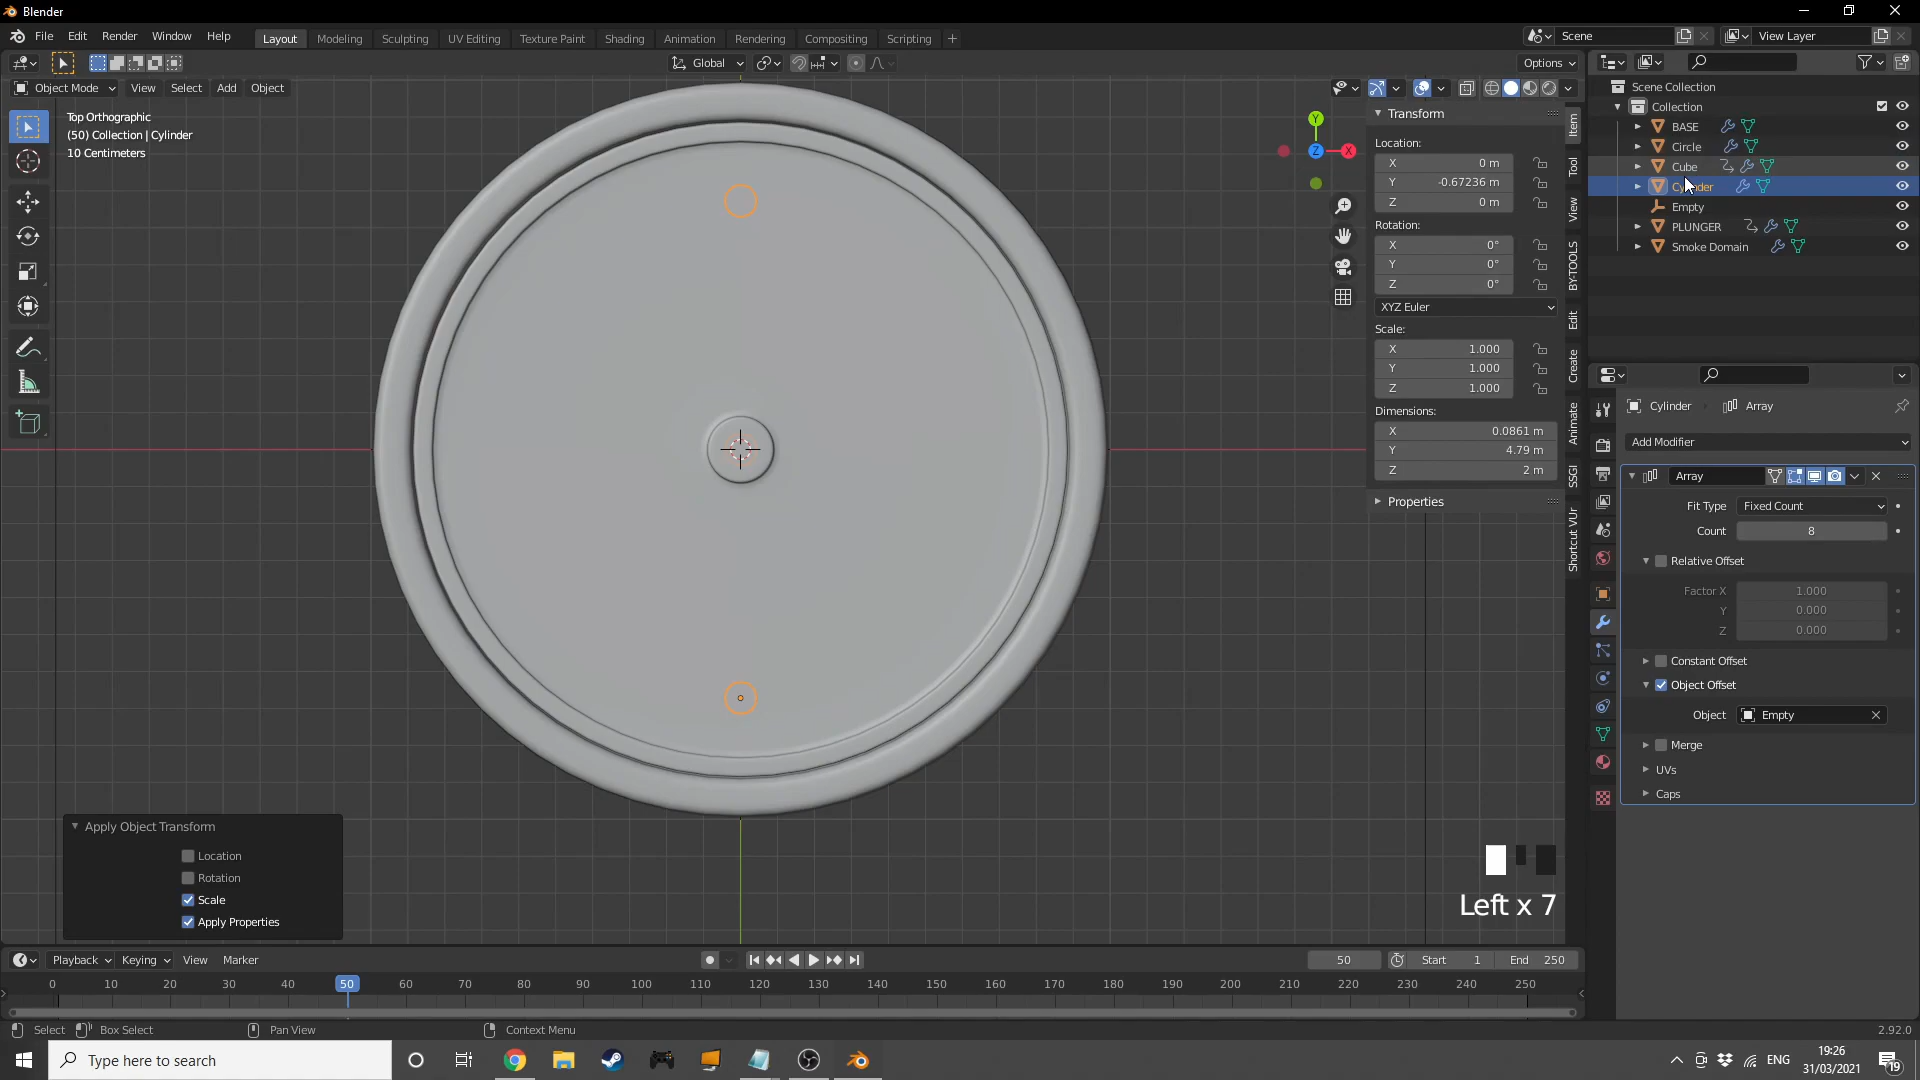 Blender
File Edit Render Window Help
Layout Modeling Sculpting UV Editing Texture Paint Shading Animation Rendering Compositing Scripting +
Scene
View Layer
Global
Options
Object Mode View Select Add Object
Top Orthographic
(50) Collection | Cylinder
10 Centimeters
Y
X
Z
Transform
Location:
X 0 m
Y -0.67236 m
Z 0 m
Rotation:
X 0°
Y 0°
Z 0°
XYZ Euler
Scale:
X 1.000
Y 1.000
Z 1.000
Dimensions:
X 0.0861 m
Y 4.79 m
Z 2 m
Properties
Item
Tool
View
BY-TOOLS
Edit
Create
Animate
SSGI
Shortcut VUr
Scene Collection
Collection
BASE
Circle
Cube
Empty
PLUNGER
Smoke Domain
Cylinder Array
Add Modifier
Array
Fit Type Fixed Count
Count 8
Relative Offset
Factor X 1.000
Y 0.000
Z 0.000
Constant Offset
Object Offset
Object Empty
Merge
UVs
Caps
Apply Object Transform
Location
Rotation
Scale
Apply Properties
Left x 7
Playback Keying View Marker
50 Start 1 End 250
0 10 20 30 40 50 60 70 80 90 100 110 120 130 140 150 160 170 180 190 200 210 220 230 240 250
Select Box Select Pan View Context Menu
2.92.0
Type here to search
ENG
19:26
31/03/2021
19